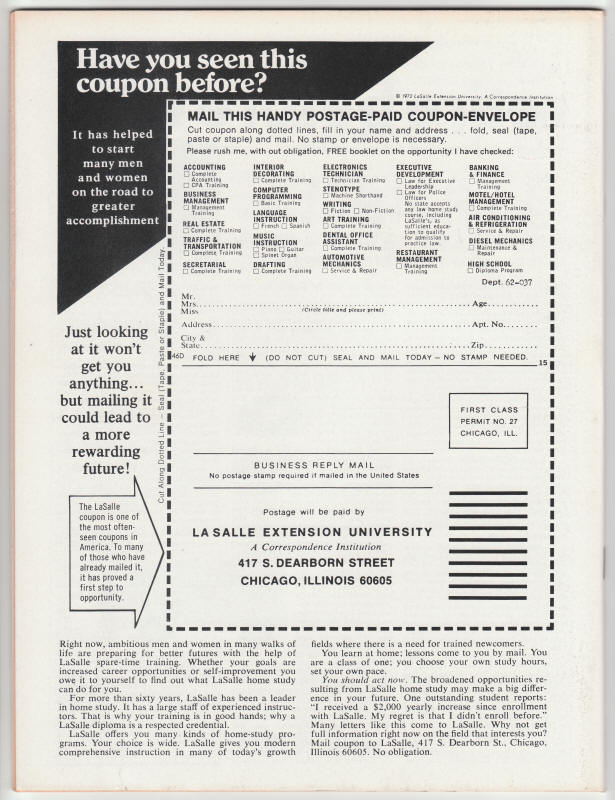 Have you seen this
coupon before?
© 1973 LaSalle Extension University, A Correspondence Institution
It has helped
to start
many men
and women
on the road to
greater
accomplishment
MAIL THIS HANDY POSTAGE-PAID COUPON-ENVELOPE
Cut coupon along dotted lines, fill in your name and address . . . fold, seal (tape,
paste or staple) and mail. No stamp or envelope is necessary.
Please rush me, with out obligation, FREE booklet on the opportunity I have checked:
ACCOUNTING
☐ Complete
Accounting
☐ CPA Training
BUSINESS
MANAGEMENT
☐ Management
Training
REAL ESTATE
☐ Complete Training
TRAFFIC &
TRANSPORTATION
☐ Complete Training
SECRETARIAL
☐ Complete Training
INTERIOR
DECORATING
☐ Complete Training
COMPUTER
PROGRAMMING
☐ Basic Training
LANGUAGE
INSTRUCTION
☐ French ☐ Spanish
MUSIC
INSTRUCTION
☐ Piano ☐ Guitar
☐ Spinet Organ
DRAFTING
☐ Complete Training
ELECTRONICS
TECHNICIAN
☐ Technician Training
STENOTYPE
☐ Machine Shorthand
WRITING
☐ Fiction ☐ Non-Fiction
ART TRAINING
☐ Complete Training
DENTAL OFFICE
ASSISTANT
☐ Complete Training
AUTOMOTIVE
MECHANICS
☐ Service & Repair
EXECUTIVE
DEVELOPMENT
☐ Law for Executive
Leadership
☐ Law for Police
Officers
No state accepts
any law home study
course, including
LaSalle's, as
sufficient educa-
tion to qualify
for admission to
practice law.
RESTAURANT
MANAGEMENT
☐ Management
Training
BANKING
& FINANCE
☐ Management
Training
MOTEL/HOTEL
MANAGEMENT
☐ Complete Training
AIR CONDITIONING
& REFRIGERATION
☐ Service & Repair
DIESEL MECHANICS
☐ Maintenance &
Repair
HIGH SCHOOL
☐ Diploma Program
Dept. 62-037
Mr.
Mrs. Age
Miss (Circle title and please print)
Address Apt. No.
City &
State Zip
46D FOLD HERE (DO NOT CUT) SEAL AND MAIL TODAY — NO STAMP NEEDED. 15
Cut Along Dotted Line — Seal (Tape, Paste or Staple) and Mail Today
Just looking
at it won't
get you
anything...
but mailing it
could lead to
a more
rewarding
future!
The LaSalle
coupon is one of
the most often-
seen coupons in
America. To many
of those who have
already mailed it,
it has proved a
first step to
opportunity.
FIRST CLASS
PERMIT NO. 27
CHICAGO, ILL.
BUSINESS REPLY MAIL
No postage stamp required if mailed in the United States
Postage will be paid by
LA SALLE EXTENSION UNIVERSITY
A Correspondence Institution
417 S. DEARBORN STREET
CHICAGO, ILLINOIS 60605
Right now, ambitious men and women in many walks of
life are preparing for better futures with the help of
LaSalle spare-time training. Whether your goals are
increased career opportunities or self-improvement you
owe it to yourself to find out what LaSalle home study
can do for you.
For more than sixty years, LaSalle has been a leader
in home study. It has a large staff of experienced instruc-
tors. That is why your training is in good hands; why a
LaSalle diploma is a respected credential.
LaSalle offers you many kinds of home-study pro-
grams. Your choice is wide. LaSalle gives you modern
comprehensive instruction in many of today's growth
fields where there is a need for trained newcomers.
You learn at home; lessons come to you by mail. You
are a class of one; you choose your own study hours,
set your own pace.
You should act now. The broadened opportunities re-
sulting from LaSalle home study may make a big differ-
ence in your future. One outstanding student reports:
"I received a $2,000 yearly increase since enrollment
with LaSalle. My regret is that I didn't enroll before."
Many letters like this come to LaSalle. Why not get
full information right now on the field that interests you?
Mail coupon to LaSalle, 417 S. Dearborn St., Chicago,
Illinois 60605. No obligation.